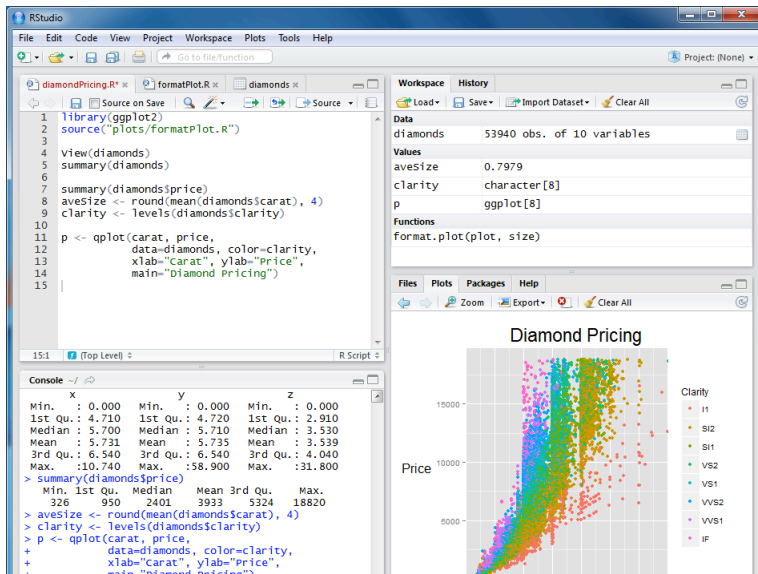 RStudio
File Edit Code View Project Workspace Plots Tools Help
Go to file/function
Project: (None)
diamondPricing.R* × formatPlot.R × diamonds ×
Source on Save Source
1 library(ggplot2)
2 source("plots/formatPlot.R")
3
4 View(diamonds)
5 summary(diamonds)
6
7 summary(diamonds$price)
8 aveSize <- round(mean(diamonds$carat), 4)
9 clarity <- levels(diamonds$clarity)
10
11 p <- qplot(carat, price,
12 data=diamonds, color=clarity,
13 xlab="Carat", ylab="Price",
14 main="Diamond Pricing")
15
15:1 (Top Level) R Script
Console ~/
x y z
Min. : 0.000 Min. : 0.000 Min. : 0.000
1st Qu.: 4.710 1st Qu.: 4.720 1st Qu.: 2.910
Median : 5.700 Median : 5.710 Median : 3.530
Mean : 5.731 Mean : 5.735 Mean : 3.539
3rd Qu.: 6.540 3rd Qu.: 6.540 3rd Qu.: 4.040
Max. :10.740 Max. :58.900 Max. :31.800
> summary(diamonds$price)
Min. 1st Qu. Median Mean 3rd Qu. Max.
326 950 2401 3933 5324 18820
> aveSize <- round(mean(diamonds$carat), 4)
> clarity <- levels(diamonds$clarity)
> p <- qplot(carat, price,
+ data=diamonds, color=clarity,
+ xlab="Carat", ylab="Price",
+ main="Diamond Pricing")
Workspace History
Load Save Import Dataset Clear All
Data
diamonds 53940 obs. of 10 variables
Values
aveSize 0.7979
clarity character[8]
p ggplot[8]
Functions
format.plot(plot, size)
Files Plots Packages Help
Zoom Export Clear All
Diamond Pricing
Price
15000
10000
5000
Clarity
I1
SI2
SI1
VS2
VS1
VVS2
VVS1
IF